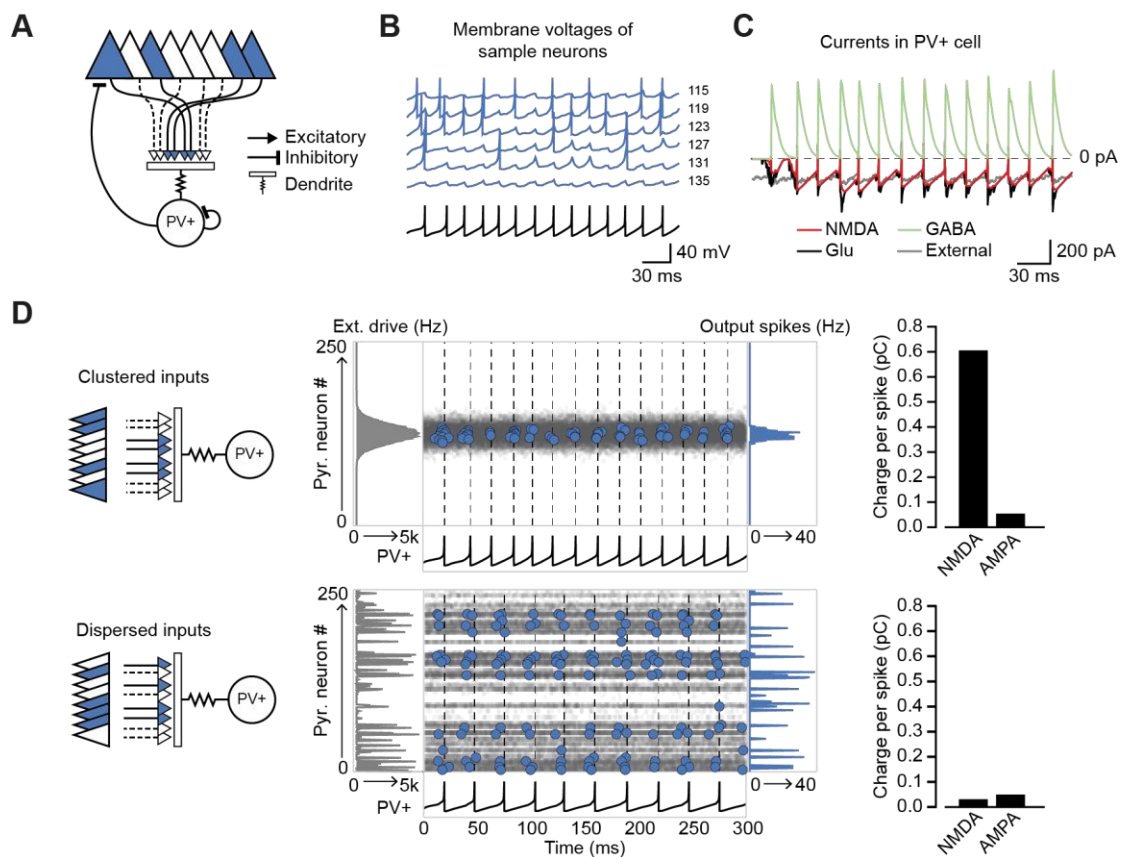 A
PV+
Excitatory
Inhibitory
Dendrite
B
Membrane voltages of
sample neurons
115
119
123
127
131
135
40 mV
30 ms
C
Currents in PV+ cell
0 pA
NMDA
GABA
Glu
External
200 pA
30 ms
D
Clustered inputs
PV+
Ext. drive (Hz)
Output spikes (Hz)
250
Pyr. neuron #
0
0 → 5k
0 → 40
PV+
Charge per spike (pC)
0.8
0.6
0.6
0.5
0.4
0.3
0.2
0.1
0.0
NMDA
AMPA
Dispersed inputs
PV+
250
Pyr. neuron #
0
0 → 5k
0 → 40
PV+
0
50
100
150
200
250
300
Time (ms)
Charge per spike (pC)
0.8
0.6
0.6
0.5
0.4
0.3
0.2
0.1
0.0
NMDA
AMPA